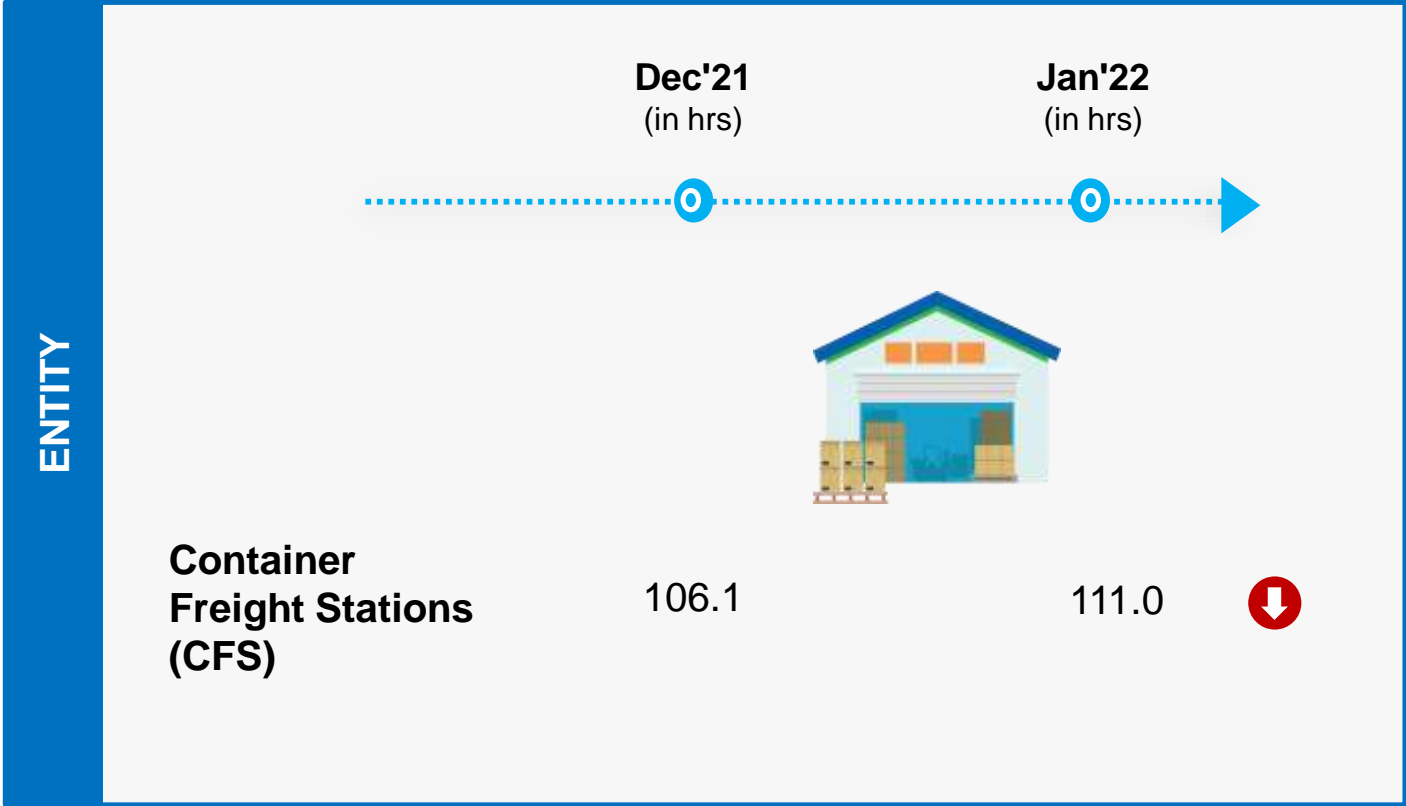 ENTITY
Dec'21
(in hrs)
Jan'22
(in hrs)
Container
Freight Stations
(CFS)
106.1
111.0